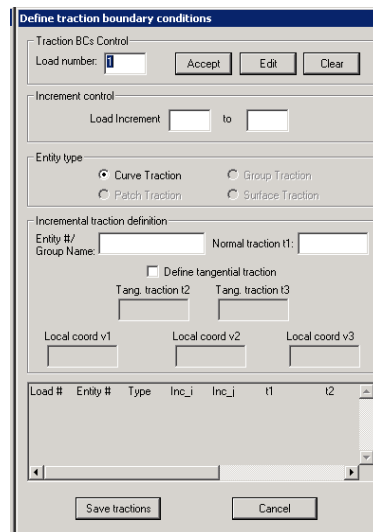 Define traction boundary conditions
Traction BCs Control
Load number: 1 Accept Edit Clear
Increment control
Load Increment to
Entity type
Curve Traction Group Traction
Patch Traction Surface Traction
Incremental traction definition
Entity #/
Group Name: Normal traction t1:
Define tangential traction
Tang. traction t2 Tang. traction t3
Local coord v1 Local coord v2 Local coord v3
Load # Entity # Type Inc_i Inc_j t1 t2
Save tractions Cancel